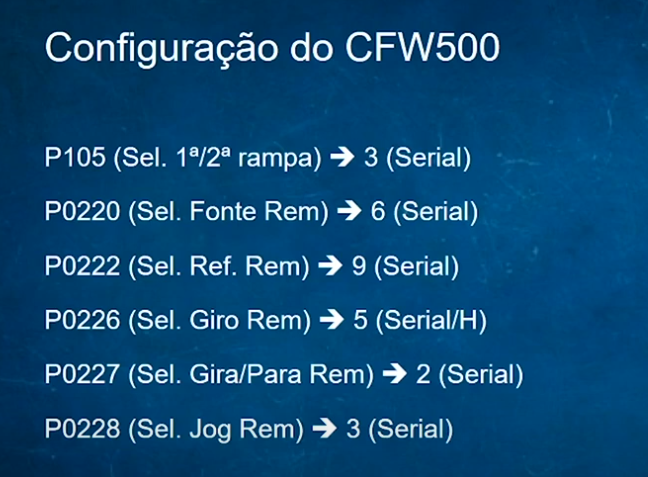 Configuração do CFW500
P105 (Sel. 1ª/2ª rampa) ➔ 3 (Serial)
P0220 (Sel. Fonte Rem) ➔ 6 (Serial)
P0222 (Sel. Ref. Rem) ➔ 9 (Serial)
P0226 (Sel. Giro Rem) ➔ 5 (Serial/H)
P0227 (Sel. Gira/Para Rem) ➔ 2 (Serial)
P0228 (Sel. Jog Rem) ➔ 3 (Serial)